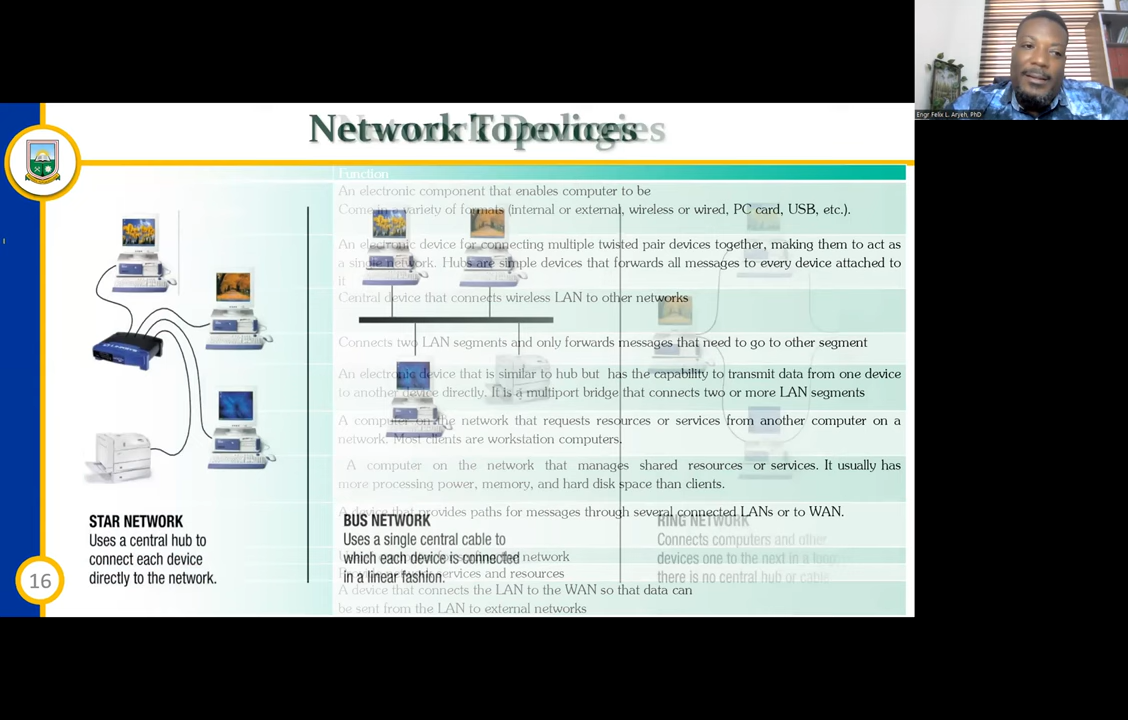 Engr Felix L. Aryeh, PhD
Network Topologies
Network Devices
Function
An electronic component that enables computer to be
Come in a variety of formats (internal or external, wireless or wired, PC card, USB, etc.).
An electronic device for connecting multiple twisted pair devices together, making them to act as
a single network. Hubs are simple devices that forwards all messages to every device attached to
it
Central device that connects wireless LAN to other networks
Connects two LAN segments and only forwards messages that need to go to other segment
An electronic device that is similar to hub but has the capability to transmit data from one device
to another device directly. It is a multiport bridge that connects two or more LAN segments
A computer on the network that requests resources or services from another computer on a
network. Most clients are workstation computers.
A computer on the network that manages shared resources or services. It usually has
more processing power, memory, and hard disk space than clients.
A device that provides paths for messages through several connected LANs or to WAN.
network
services and resources
A device that connects the LAN to the WAN so that data can
be sent from the LAN to external networks
STAR NETWORK
Uses a central hub to
connect each device
directly to the network.
BUS NETWORK
Uses a single central cable to
which each device is connected
in a linear fashion.
RING NETWORK
Connects computers and other
devices one to the next in a loop;
there is no central hub or cable.
16